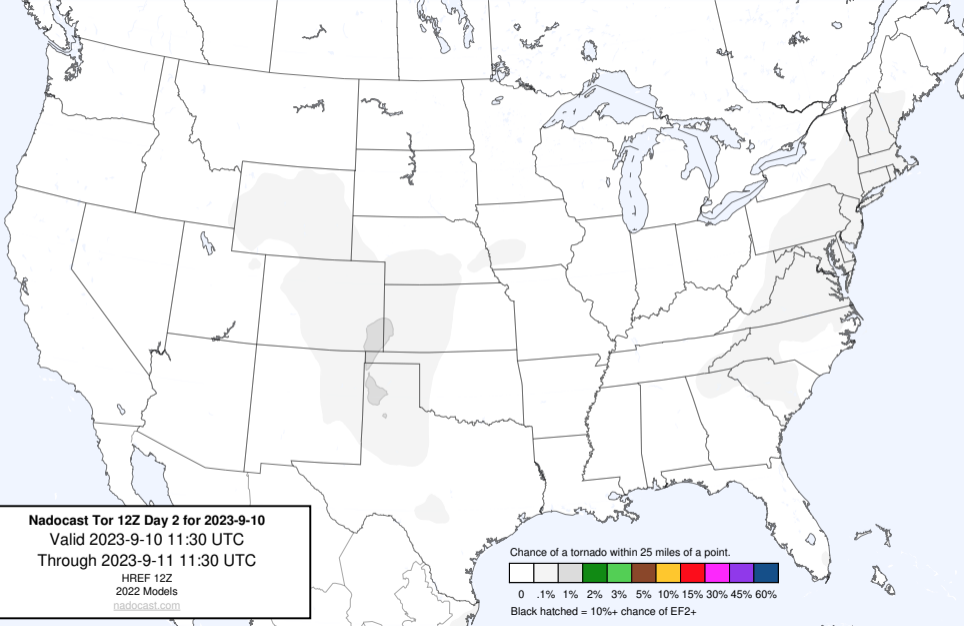 Nadocast Tor 12Z Day 2 for 2023-9-10
Valid 2023-9-10 11:30 UTC
Through 2023-9-11 11:30 UTC
HREF 12Z
2022 Models
nadocast.com
Chance of a tornado within 25 miles of a point.
0 .1% 1% 2% 3% 5% 10% 15% 30% 45% 60%
Black hatched = 10%+ chance of EF2+